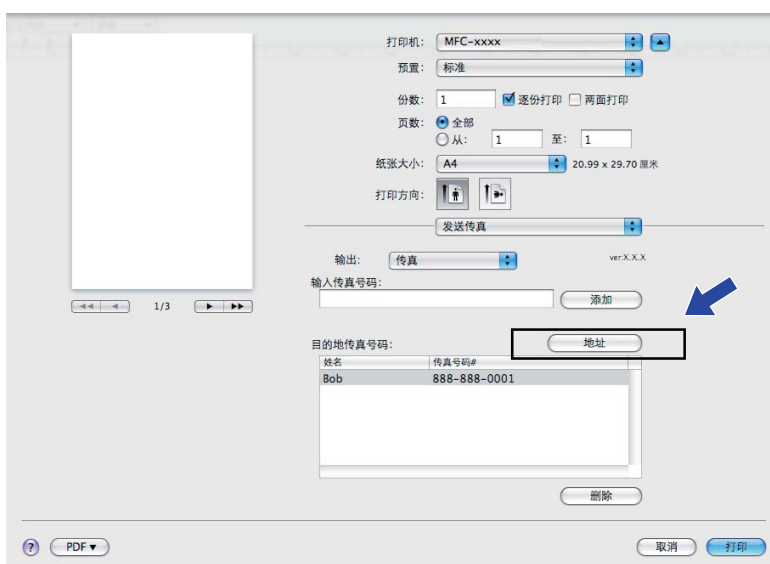 打印机: MFC-xxxx
预置: 标准
份数: 1 逐份打印 两面打印
页数: 全部
从: 1 至: 1
纸张大小: A4 20.99 x 29.70 厘米
打印方向:
发送传真
输出: 传真 ver.X.X.X
输入传真号码:
添加
1/3
目的地传真号码: 地址
姓名 传真号码#
Bob 888-888-0001
删除
? PDF▼ 取消 打印